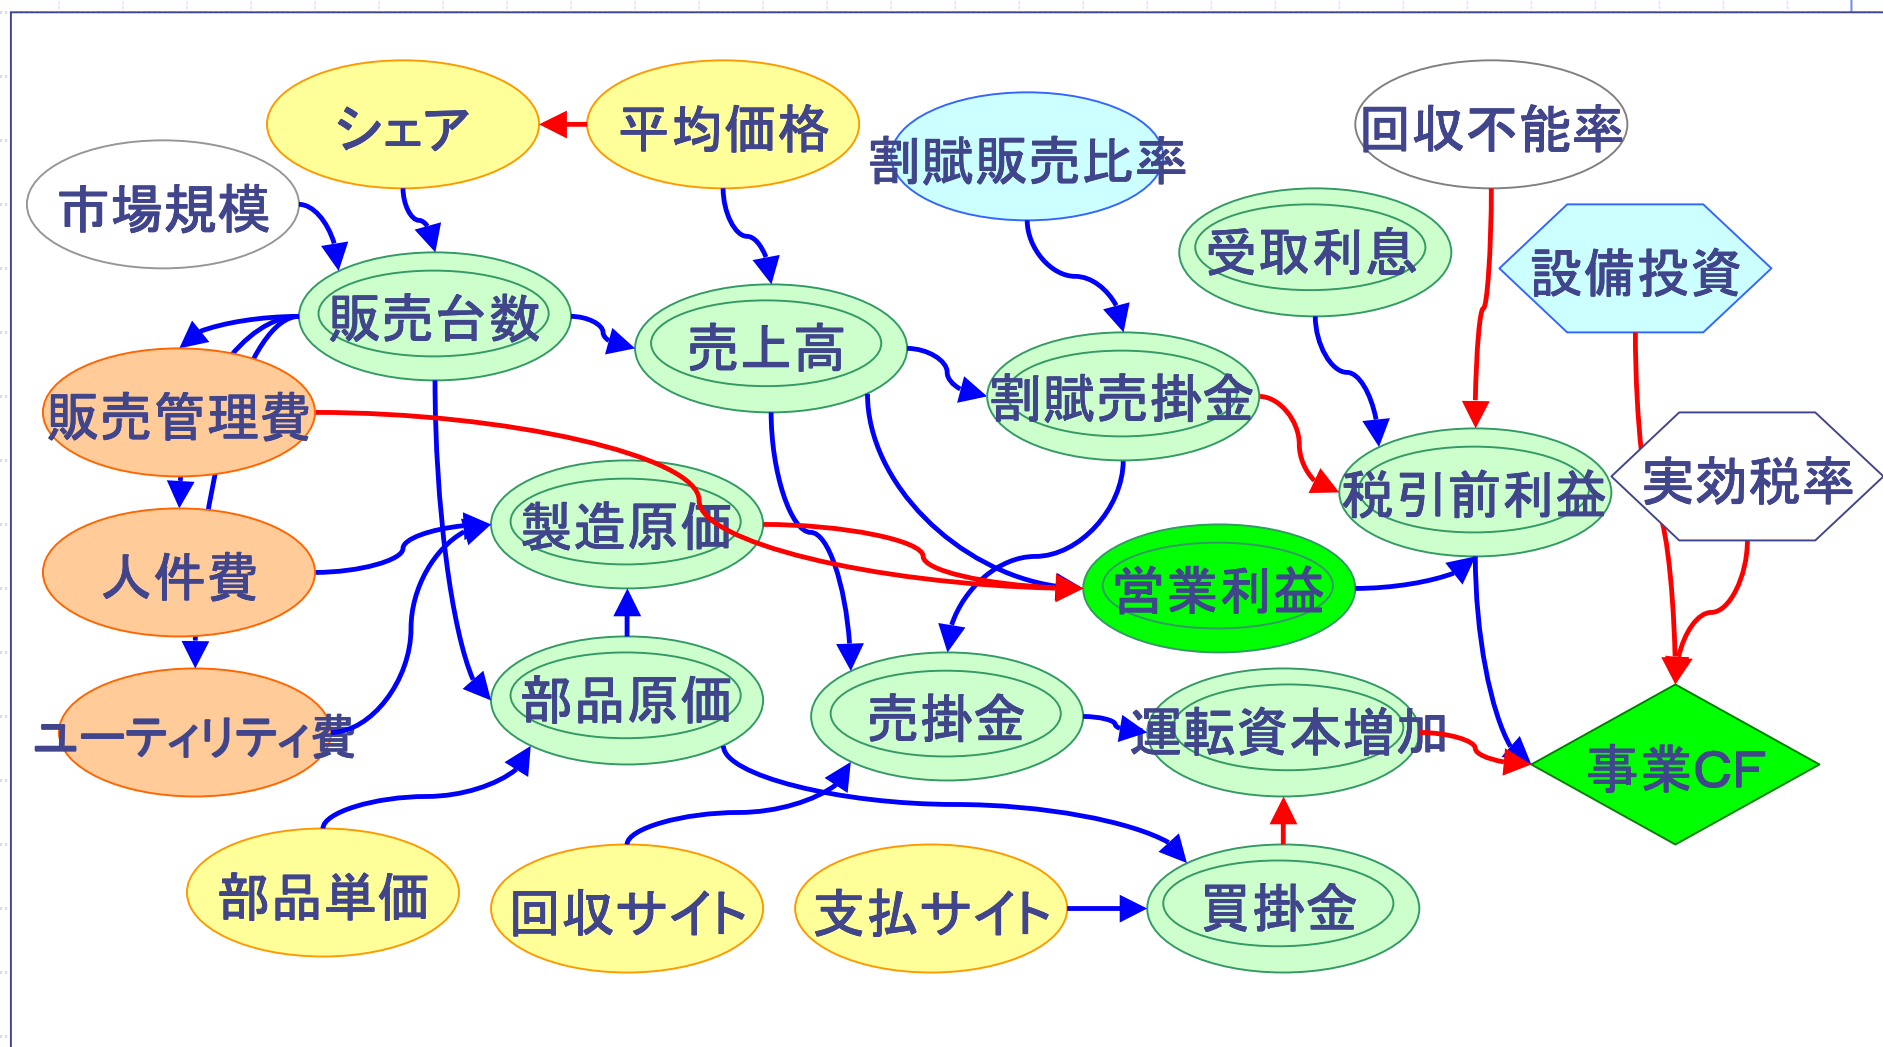 シェア
平均価格
割賦販売比率
回収不能率
市場規模
受取利息
設備投資
販売台数
売上高
割賦売掛金
販売管理費
実効税率
税引前利益
製造原価
人件費
営業利益
部品原価
売掛金
運転資本増加
ユーティリティ費
事業CF
部品単価
回収サイト
支払サイト
買掛金